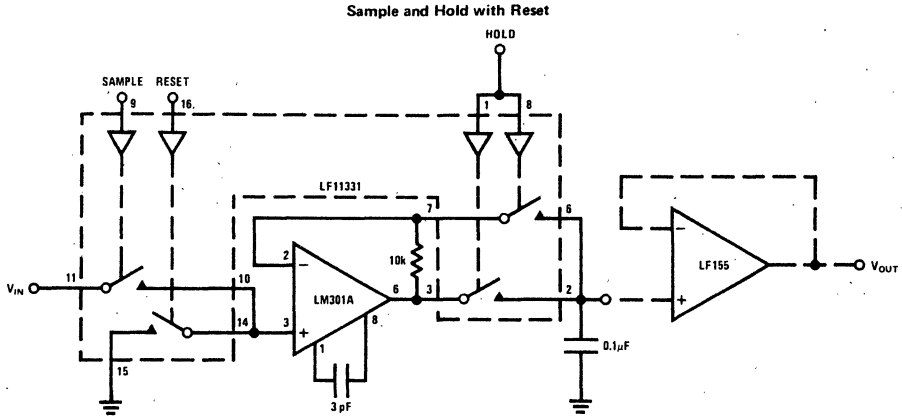 Sample and Hold with Reset
HOLD
SAMPLE RESET
9 16.
1 8
LF11331
7 6
2
−
10k
LM301A
6 3
2
VIN 11
10
14 3 +
8
1
15
3 pF
−
LF155
+
VOUT
0.1μF